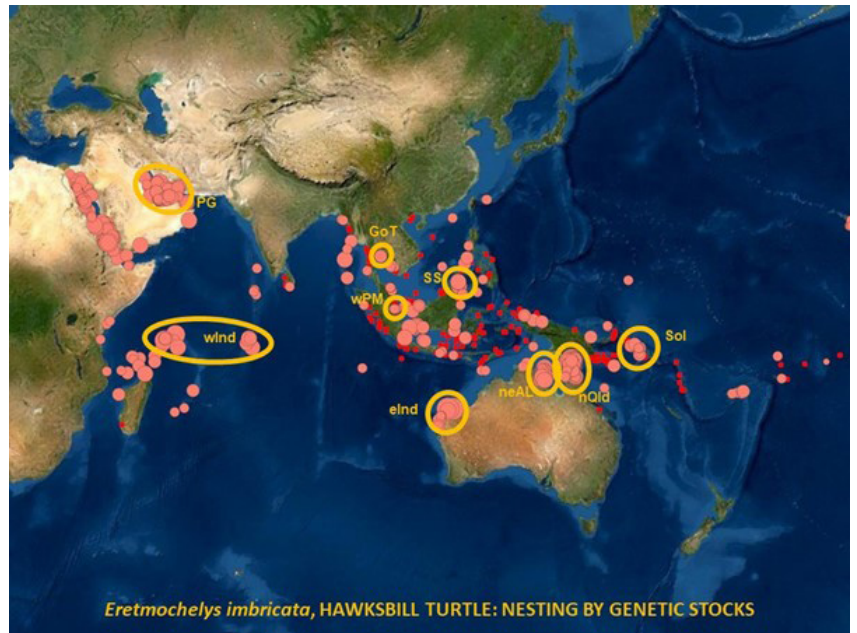 PG
GoT
SS
wPM
wInd
Sol
neAL
nQld
eInd
Eretmochelys imbricata, HAWKSBILL TURTLE: NESTING BY GENETIC STOCKS